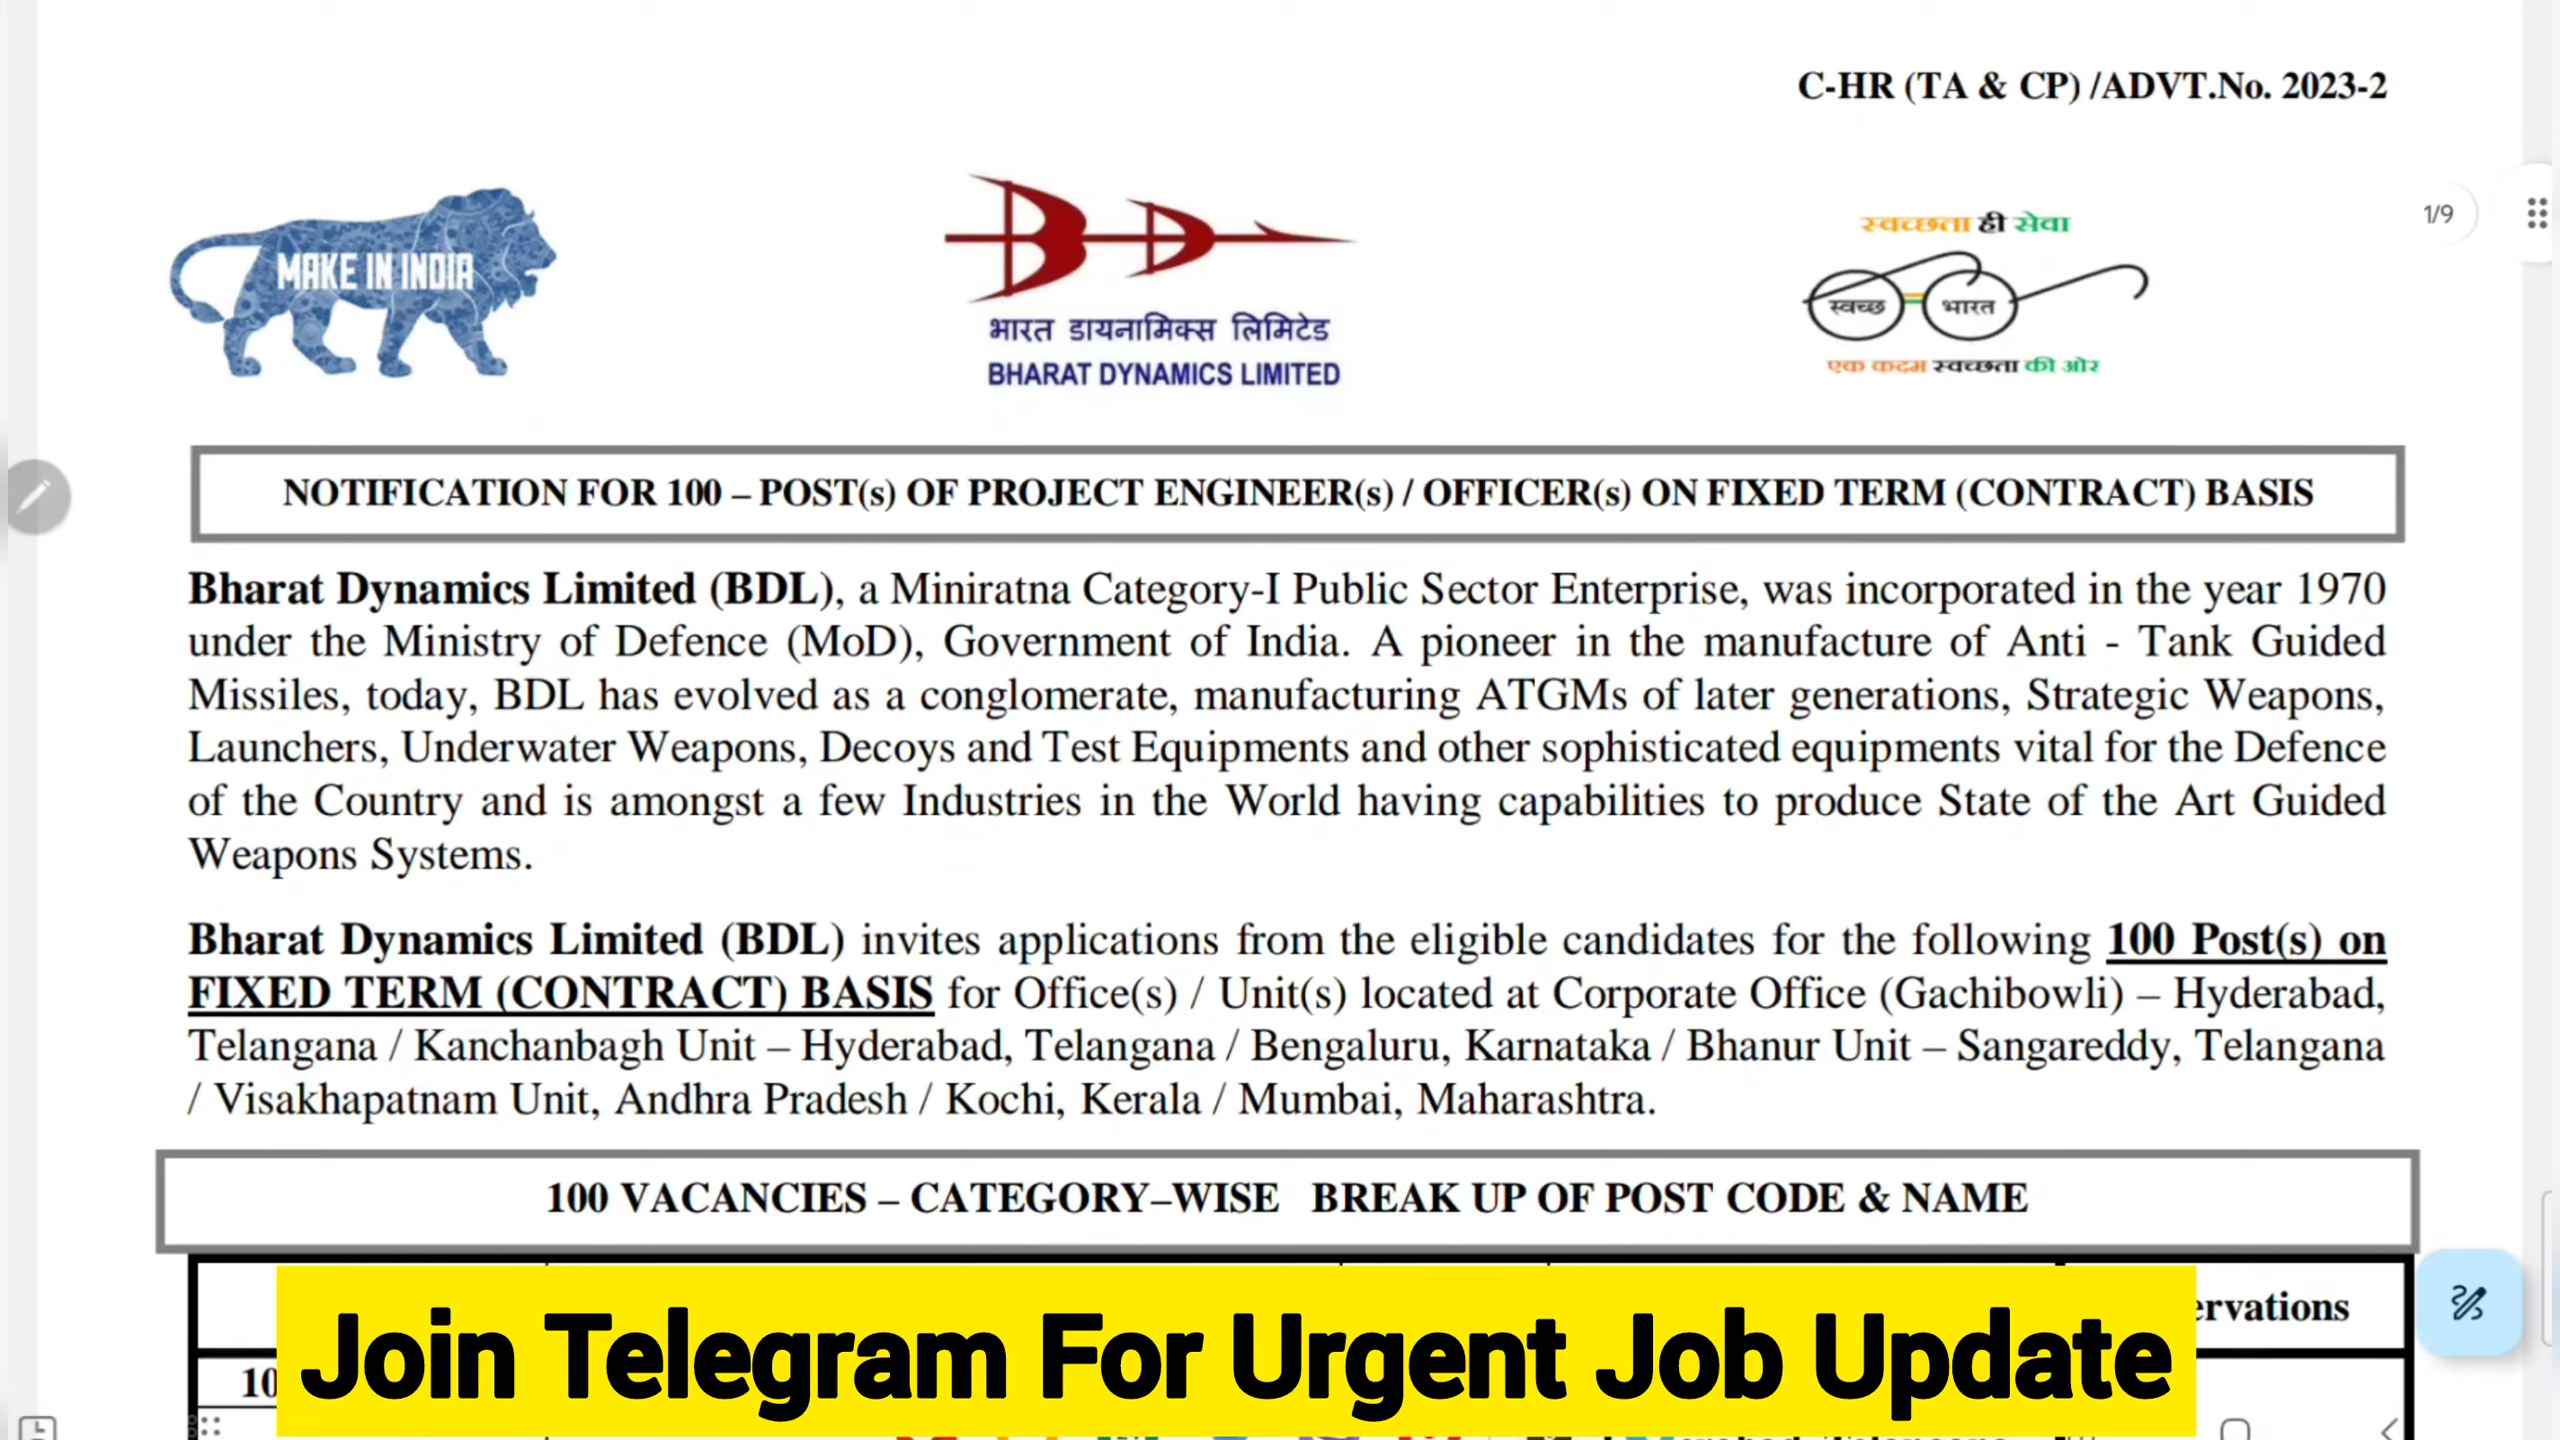 C-HR (TA & CP) /ADVT.No. 2023-2
MAKE IN INDIA
भारत डायनामिक्स लिमिटेड
BHARAT DYNAMICS LIMITED
स्वच्छता ही सेवा
स्वच्छ भारत
एक कदम स्वच्छता की ओर
1/9
NOTIFICATION FOR 100 – POST(s) OF PROJECT ENGINEER(s) / OFFICER(s) ON FIXED TERM (CONTRACT) BASIS
Bharat Dynamics Limited (BDL), a Miniratna Category-I Public Sector Enterprise, was incorporated in the year 1970
under the Ministry of Defence (MoD), Government of India. A pioneer in the manufacture of Anti - Tank Guided
Missiles, today, BDL has evolved as a conglomerate, manufacturing ATGMs of later generations, Strategic Weapons,
Launchers, Underwater Weapons, Decoys and Test Equipments and other sophisticated equipments vital for the Defence
of the Country and is amongst a few Industries in the World having capabilities to produce State of the Art Guided
Weapons Systems.
Bharat Dynamics Limited (BDL) invites applications from the eligible candidates for the following 100 Post(s) on
FIXED TERM (CONTRACT) BASIS for Office(s) / Unit(s) located at Corporate Office (Gachibowli) – Hyderabad,
Telangana / Kanchanbagh Unit – Hyderabad, Telangana / Bengaluru, Karnataka / Bhanur Unit – Sangareddy, Telangana
/ Visakhapatnam Unit, Andhra Pradesh / Kochi, Kerala / Mumbai, Maharashtra.
100 VACANCIES – CATEGORY–WISE BREAK UP OF POST CODE & NAME
ervations
10
Join Telegram For Urgent Job Update